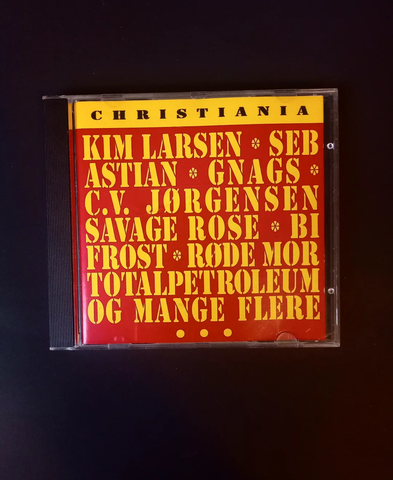 CHRISTIANIA
KIM LARSEN * SEB
ASTIAN * GNAGS *
C.V. JØRGENSEN
SAVAGE ROSE * BI
FROST * RØDE MOR
TOTALPETROLEUM
OG MANGE FLERE
• • •